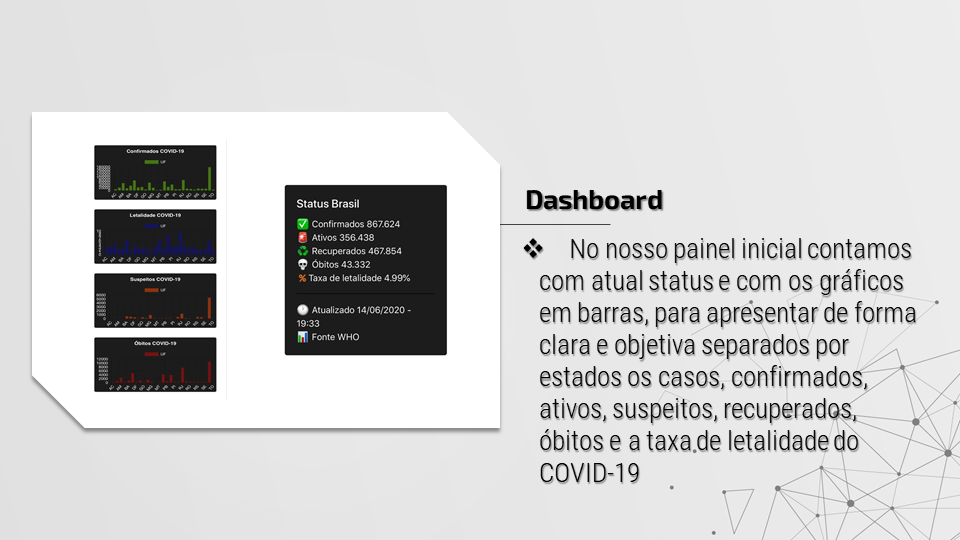 Confirmados COVID-19
UF
Letalidade COVID-19
UF
Suspeitos COVID-19
UF
6000
5000
4000
3000
2000
1000
0
Óbitos COVID-19
UF
12000
10000
8000
6000
4000
2000
0
Status Brasil
✅ Confirmados 867.624
🚨 Ativos 356.438
♻ Recuperados 467.854
💀 Óbitos 43.332
% Taxa de letalidade 4.99%
🕐 Atualizado 14/06/2020 -
19:33
📊 Fonte WHO
Dashboard
❖ No nosso painel inicial contamos
com atual status e com os gráficos
em barras, para apresentar de forma
clara e objetiva separados por
estados os casos, confirmados,
ativos, suspeitos, recuperados,
óbitos e a taxa de letalidade do
COVID-19